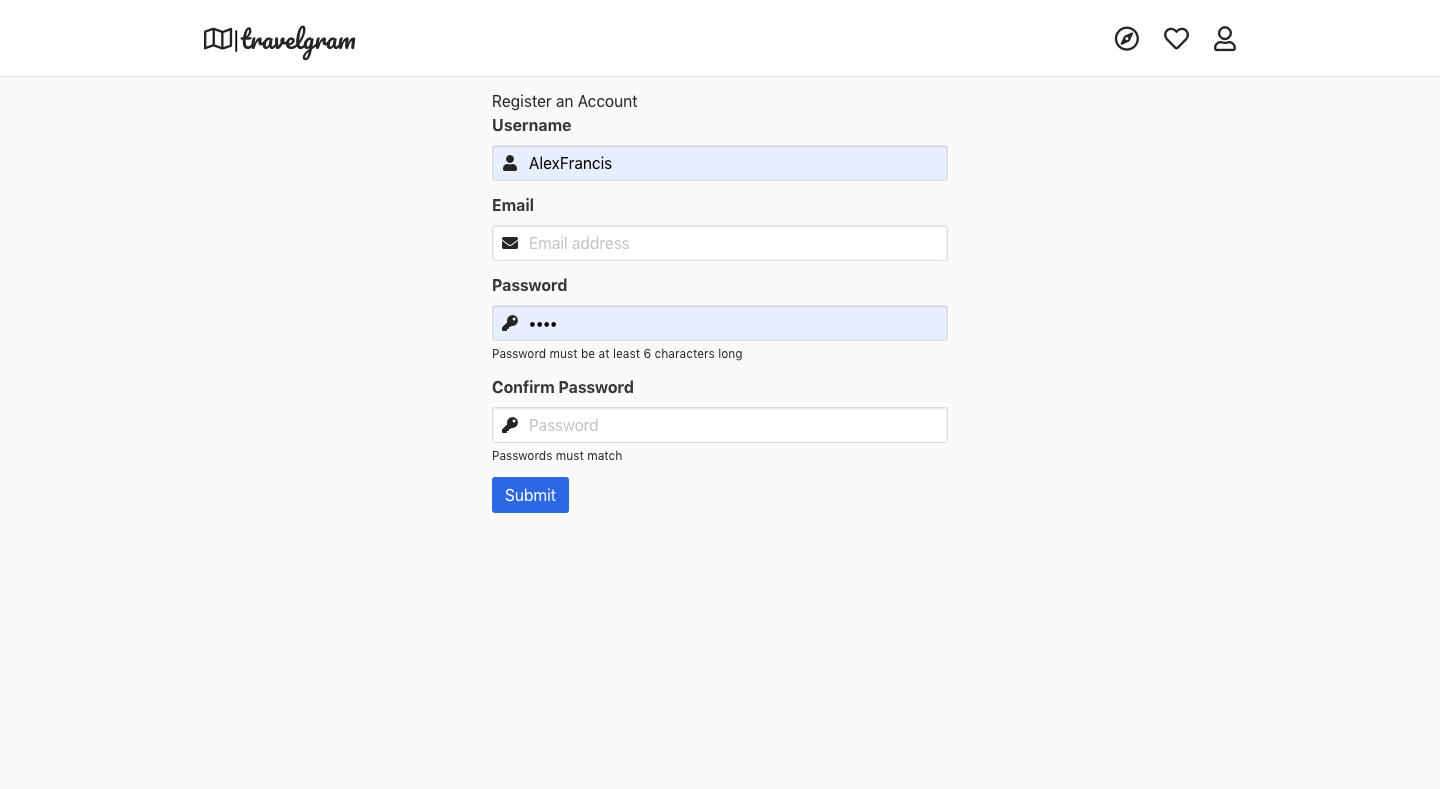 travelgram
Register an Account
Username
AlexFrancis
Email
Email address
Password
••••
Password must be at least 6 characters long
Confirm Password
Password
Passwords must match
Submit